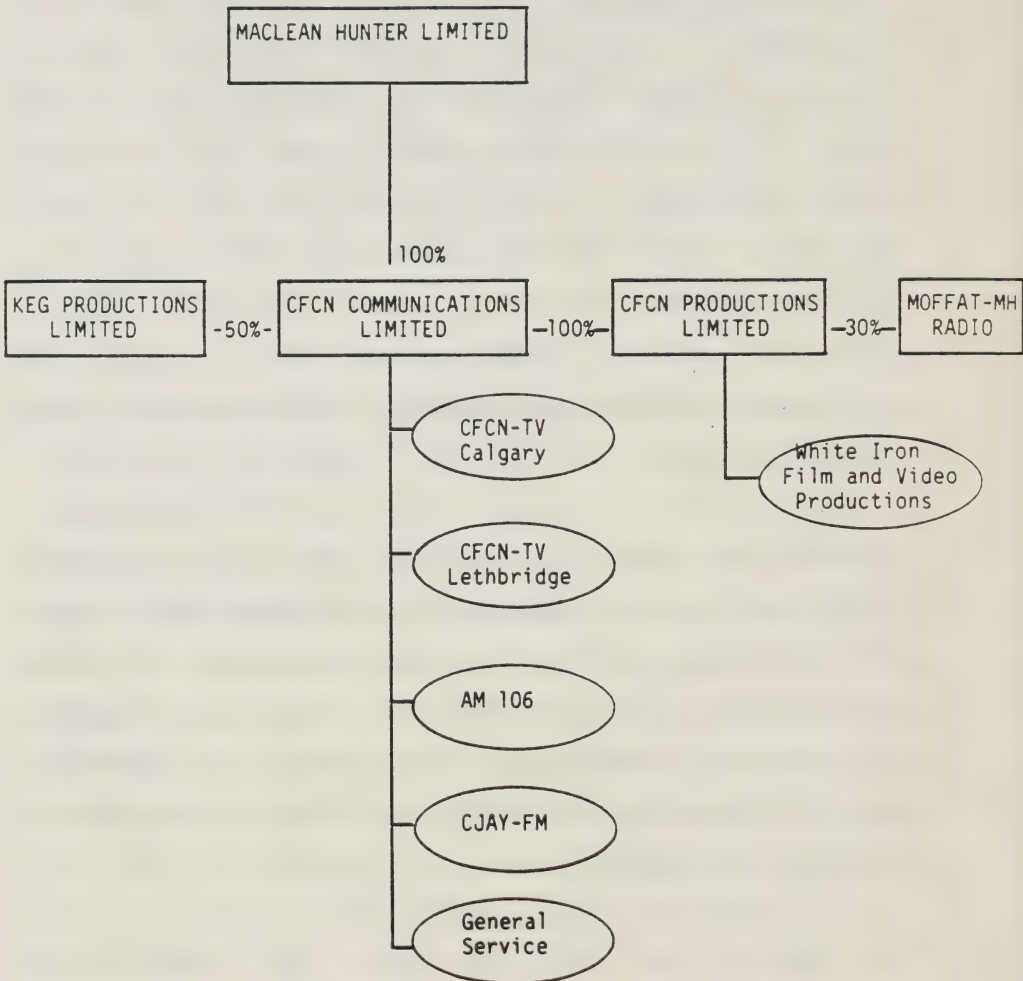 MACLEAN HUNTER LIMITED
100%
KEG PRODUCTIONS
LIMITED
-50%-
CFCN COMMUNICATIONS
LIMITED
-100%-
CFCN PRODUCTIONS
LIMITED
-30%-
MOFFAT-MH
RADIO
CFCN-TV
Calgary
White Iron
Film and Video
Productions
CFCN-TV
Lethbridge
AM 106
CJAY-FM
General
Service